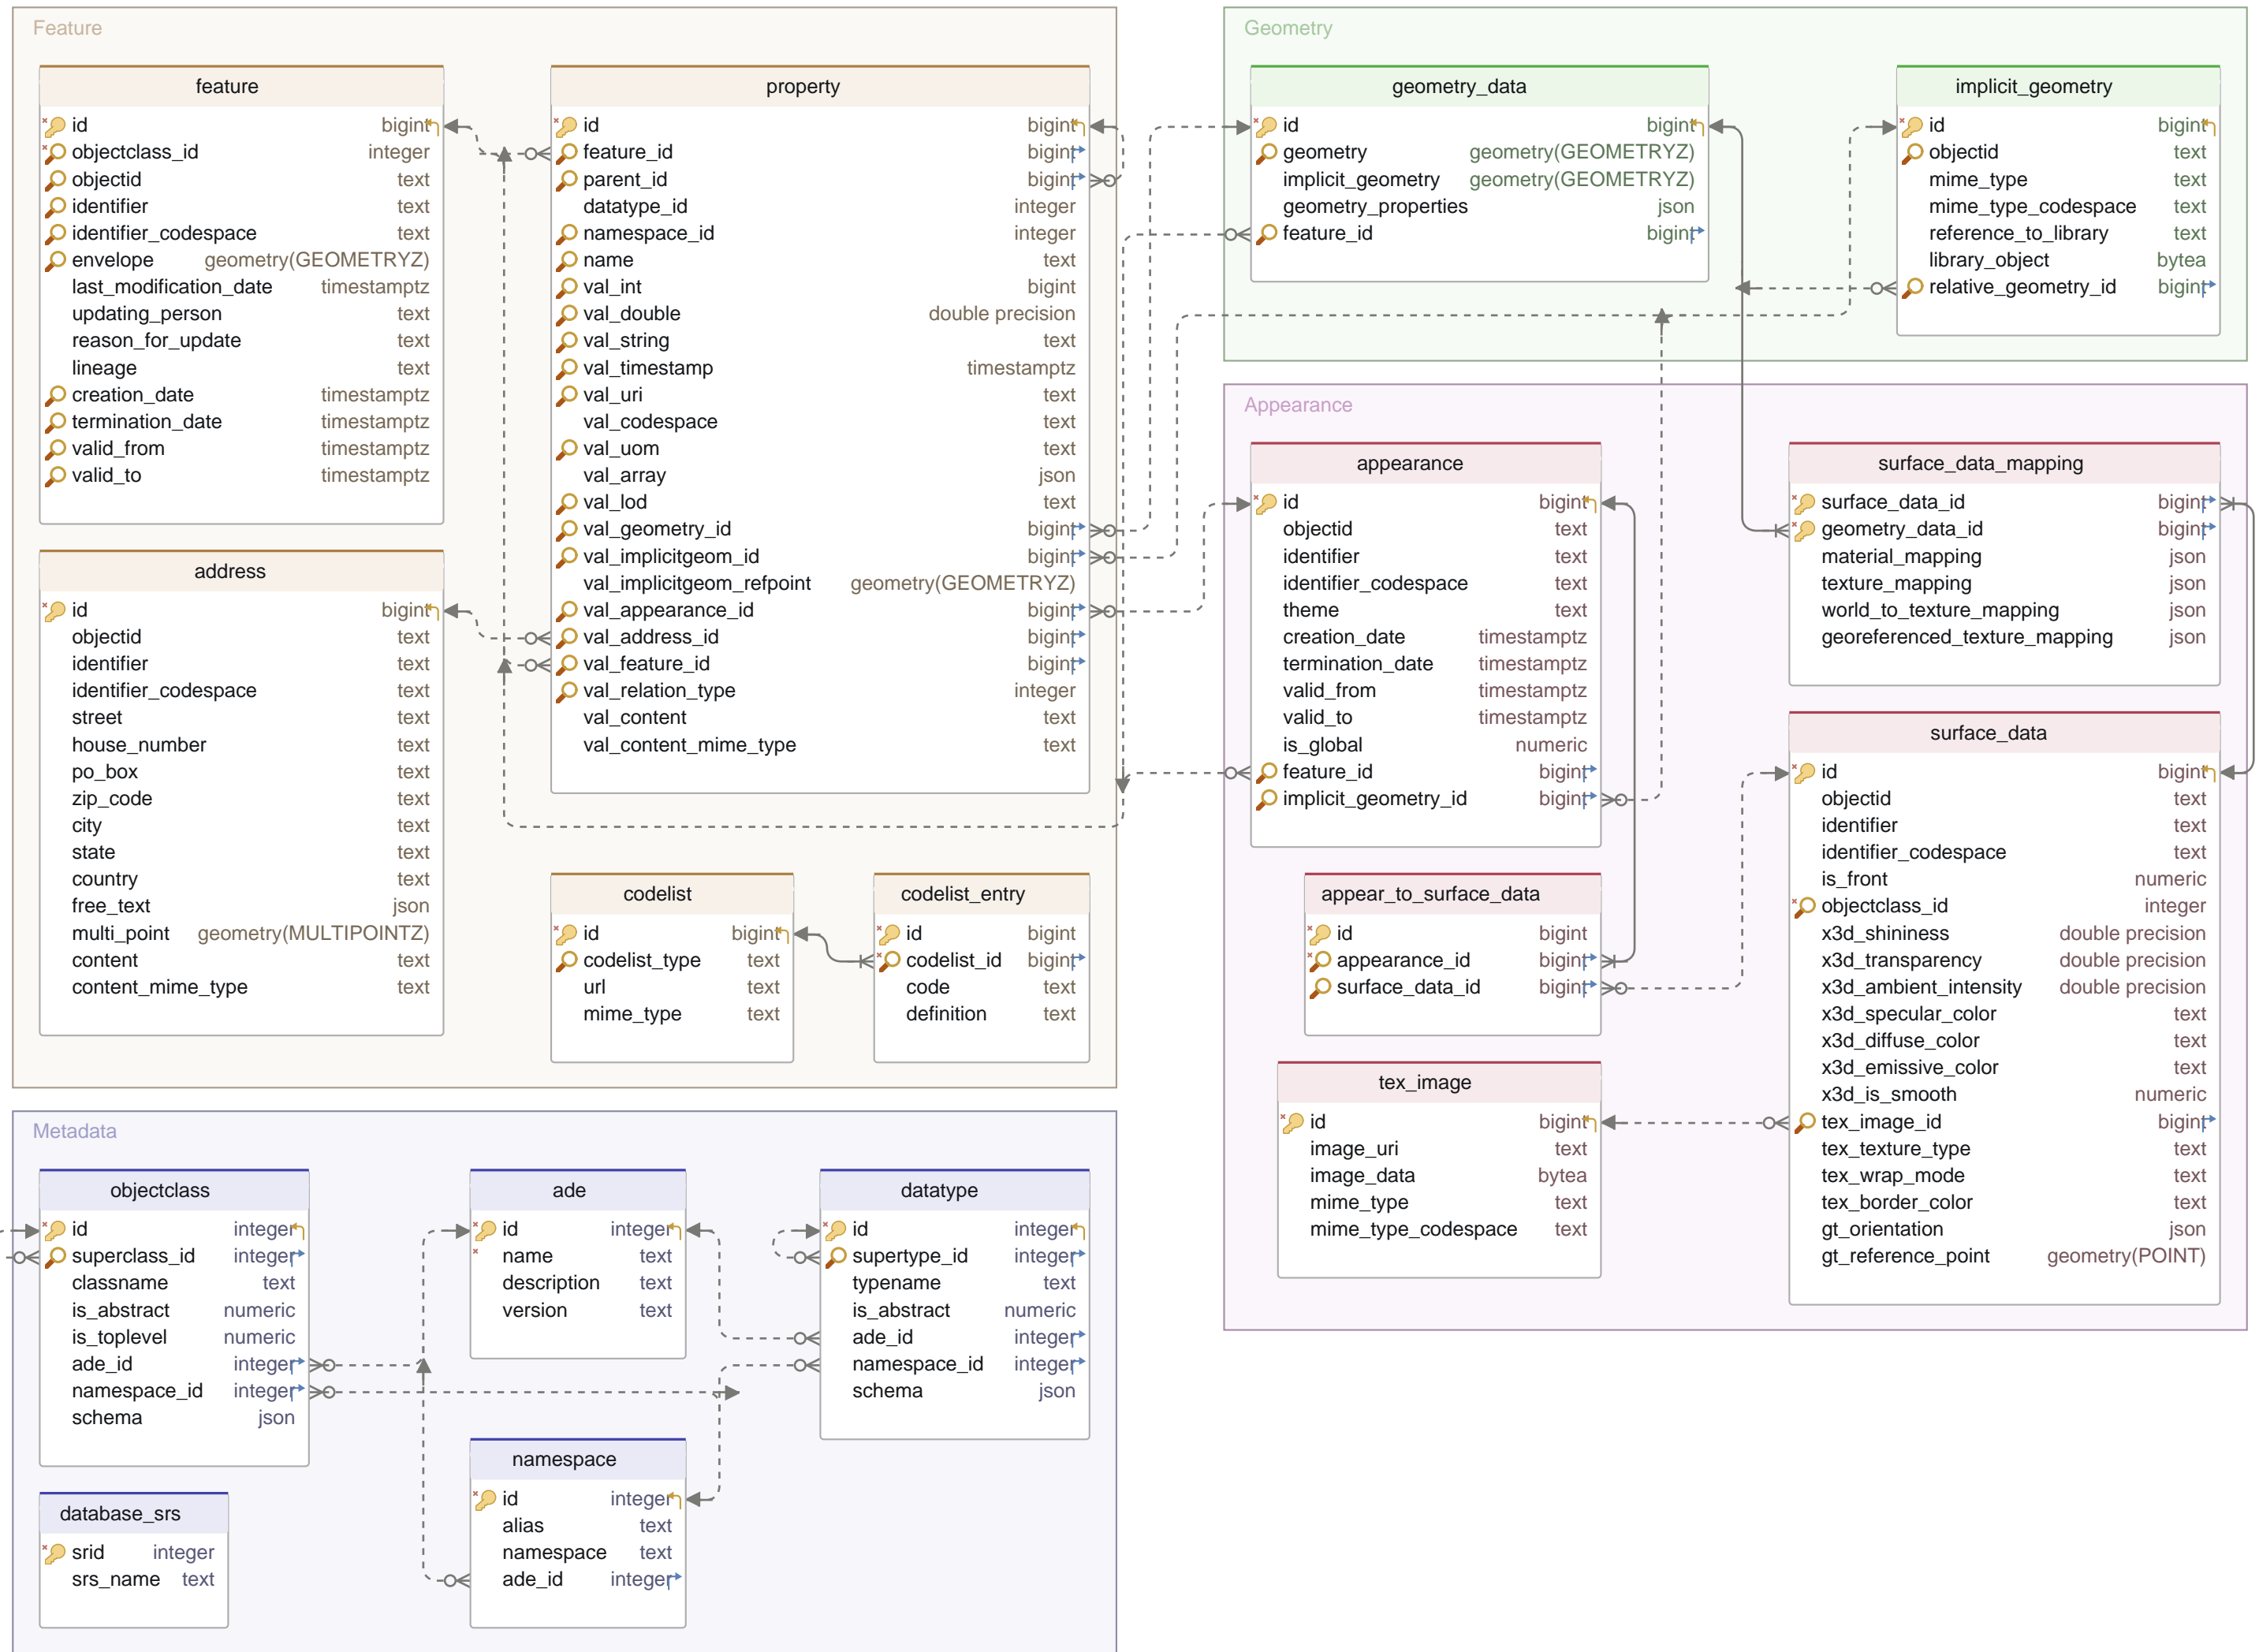 Feature
feature
id bigint
objectclass_id integer
objectid text
identifier text
identifier_codespace text
envelope geometry(GEOMETRYZ)
last_modification_date timestamptz
updating_person text
reason_for_update text
lineage text
creation_date timestamptz
termination_date timestamptz
valid_from timestamptz
valid_to timestamptz
address
id bigint
objectid text
identifier text
identifier_codespace text
street text
house_number text
po_box text
zip_code text
city text
state text
country text
free_text json
multi_point geometry(MULTIPOINTZ)
content text
content_mime_type text
property
id bigint
feature_id bigint
parent_id bigint
datatype_id integer
namespace_id integer
name text
val_int bigint
val_double double precision
val_string text
val_timestamp timestamptz
val_uri text
val_codespace text
val_uom text
val_array json
val_lod text
val_geometry_id bigint
val_implicitgeom_id bigint
val_implicitgeom_refpoint geometry(GEOMETRYZ)
val_appearance_id bigint
val_address_id bigint
val_feature_id bigint
val_relation_type integer
val_content text
val_content_mime_type text
codelist
id bigint
codelist_type text
url text
mime_type text
codelist_entry
id bigint
codelist_id bigint
code text
definition text
Geometry
geometry_data
id bigint
geometry geometry(GEOMETRYZ)
implicit_geometry geometry(GEOMETRYZ)
geometry_properties json
feature_id bigint
implicit_geometry
id bigint
objectid text
mime_type text
mime_type_codespace text
reference_to_library text
library_object bytea
relative_geometry_id bigint
Appearance
appearance
id bigint
objectid text
identifier text
identifier_codespace text
theme text
creation_date timestamptz
termination_date timestamptz
valid_from timestamptz
valid_to timestamptz
is_global numeric
feature_id bigint
implicit_geometry_id bigint
surface_data_mapping
surface_data_id bigint
geometry_data_id bigint
material_mapping json
texture_mapping json
world_to_texture_mapping json
georeferenced_texture_mapping json
appear_to_surface_data
id bigint
appearance_id bigint
surface_data_id bigint
tex_image
id bigint
image_uri text
image_data bytea
mime_type text
mime_type_codespace text
surface_data
id bigint
objectid text
identifier text
identifier_codespace text
is_front numeric
objectclass_id integer
x3d_shininess double precision
x3d_transparency double precision
x3d_ambient_intensity double precision
x3d_specular_color text
x3d_diffuse_color text
x3d_emissive_color text
x3d_is_smooth numeric
tex_image_id bigint
tex_texture_type text
tex_wrap_mode text
tex_border_color text
gt_orientation json
gt_reference_point geometry(POINT)
Metadata
objectclass
id integer
superclass_id integer
classname text
is_abstract numeric
is_toplevel numeric
ade_id integer
namespace_id integer
schema json
ade
id integer
name text
description text
version text
datatype
id integer
supertype_id integer
typename text
is_abstract numeric
ade_id integer
namespace_id integer
schema json
namespace
id integer
alias text
namespace text
ade_id integer
database_srs
srid integer
srs_name text